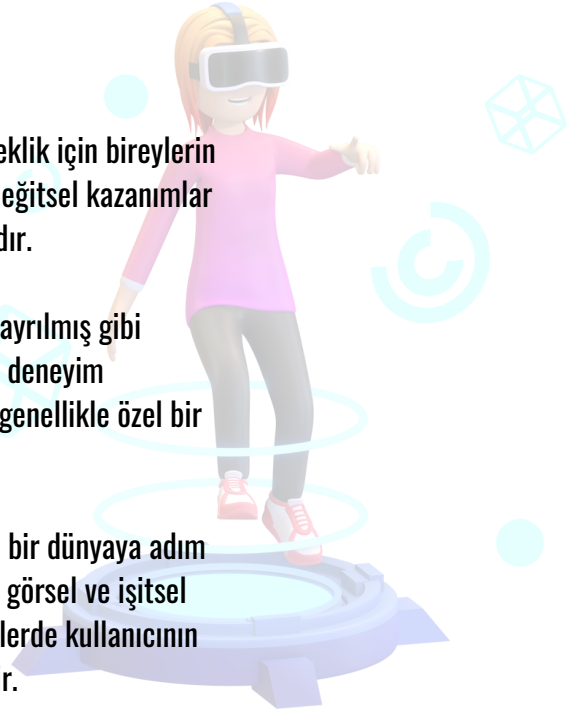 eklik için bireylerin
eğitsel kazanımlar
dır.
ayrılmış gibi
deneyim
genellikle özel bir
bir dünyaya adım
görsel ve işitsel
lerde kullanıcının
ir.